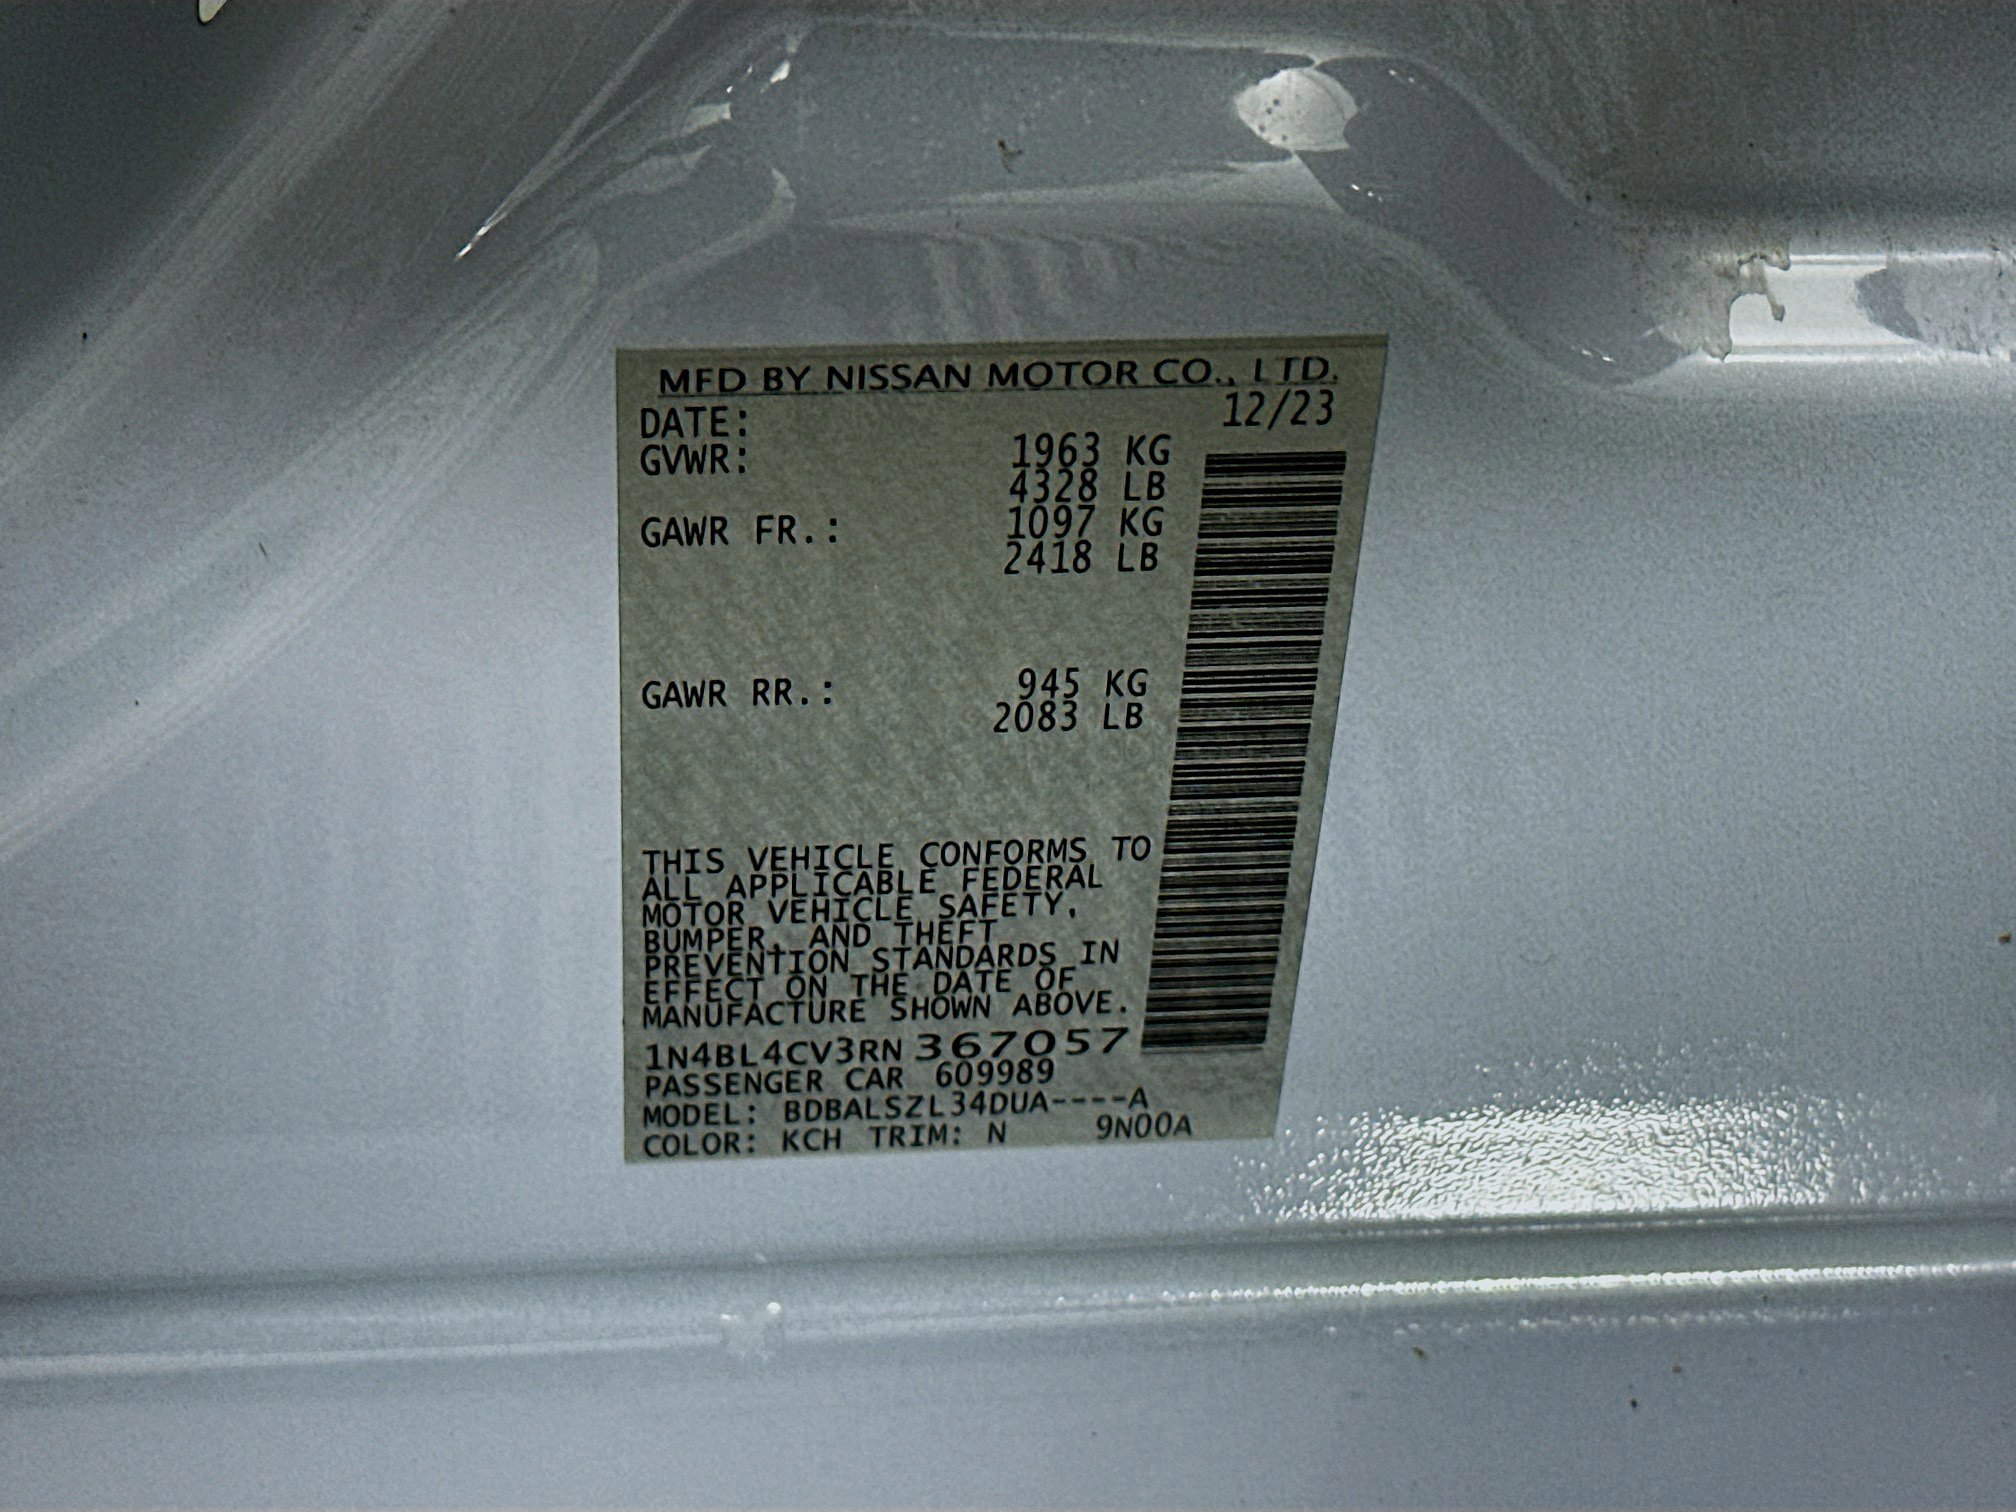 MFD BY NISSAN MOTOR CO., LTD.
DATE: 12/23
GVWR: 1963 KG
4328 LB
GAWR FR.: 1097 KG
2418 LB
GAWR RR.: 945 KG
2083 LB
THIS VEHICLE CONFORMS TO
ALL APPLICABLE FEDERAL
MOTOR VEHICLE SAFETY,
BUMPER, AND THEFT
PREVENTION STANDARDS IN
EFFECT ON THE DATE OF
MANUFACTURE SHOWN ABOVE.
1N4BL4CV3RN 367057
PASSENGER CAR 609989
MODEL: BDBALSZL34DUA----A
COLOR: KCH TRIM: N 9N00A